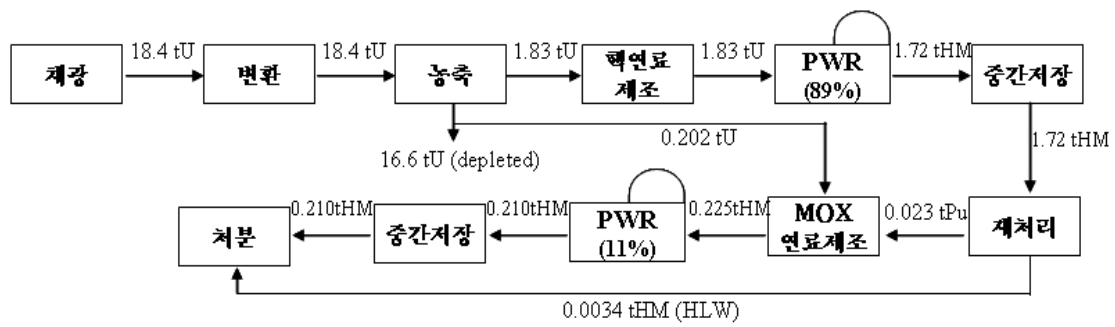 18.4 tU
18.4 tU
1.83 tU
1.83 tU
1.72 tHM
채광
변환
농축
핵연료
제조
PWR
(89%)
중간저장
16.6 tU (depleted)
0.202 tU
1.72 tHM
0.210tHM
0.210tHM
0.225tHM
0.023 tPu
처분
중간저장
PWR
(11%)
MOX
연료제조
재처리
0.0034 tHM (HLW)